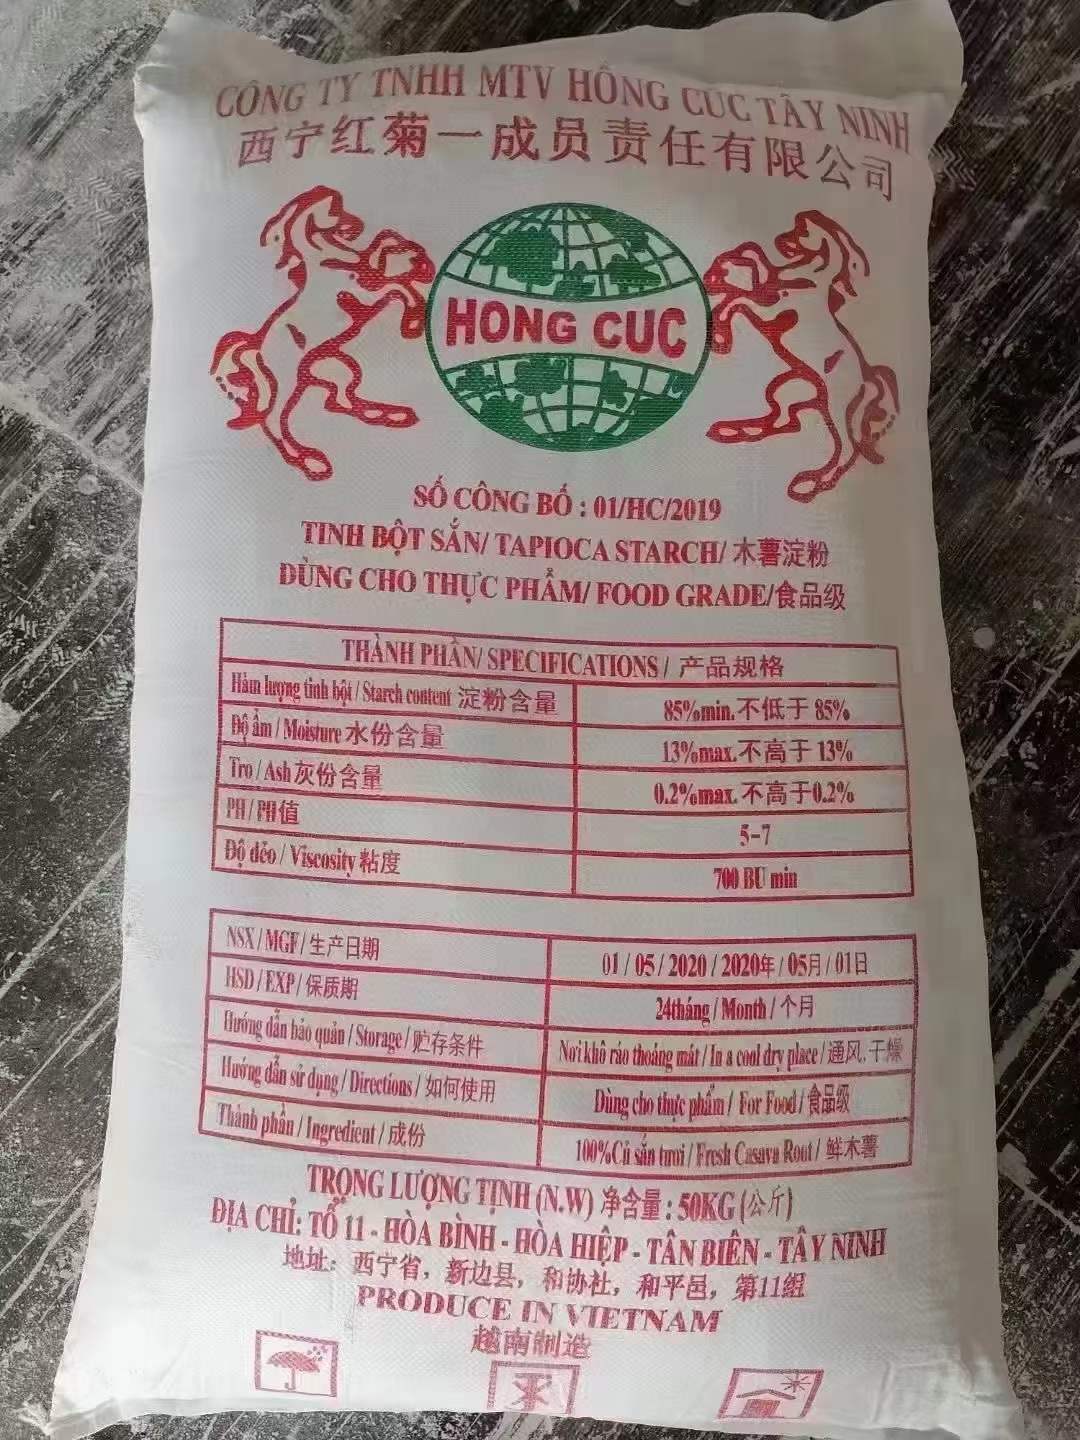 CÔNG TY TNHH MTV HỒNG CÚC TÂY NINH
西宁红菊一成员责任有限公司
HONG CUC
SỐ CÔNG BỐ : 01/HC/2019
TINH BỘT SẮN/ TAPIOCA STARCH/ 木薯淀粉
DÙNG CHO THỰC PHẨM/ FOOD GRADE/食品级
THÀNH PHẦN/ SPECIFICATIONS / 产品规格
Hàm lượng tinh bột / Starch content 淀粉含量 85%min. 不低于 85%
Độ ẩm / Moisture 水份含量 13%max. 不高于 13%
Tro / Ash 灰份含量 0.2%max. 不高于0.2%
PH / PH 值 5-7
Độ dẻo / Viscosity 粘度 700 BU min
NSX / MGF / 生产日期 01 / 05 / 2020 / 2020年 / 05月 / 01日
HSD / EXP / 保质期 24tháng / Month / 个月
Hướng dẫn bảo quản / Storage / 贮存条件 Nơi khô ráo thoáng mát / In a cool dry place / 通风, 干燥
Hướng dẫn sử dụng / Directions / 如何使用 Dùng cho thực phẩm / For Food / 食品级
Thành phần / Ingredient / 成份 100%Củ sắn tươi / Fresh Casava Rout / 鲜木薯
TRỌNG LƯỢNG TỊNH (N.W) 净含量 : 50KG (公斤)
ĐỊA CHỈ: TỔ 11 - HÒA BÌNH - HÒA HIỆP - TÂN BIÊN - TÂY NINH
地址: 西宁省, 新边县, 和协社, 和平邑, 第11组
PRODUCE IN VIETNAM
越南制造